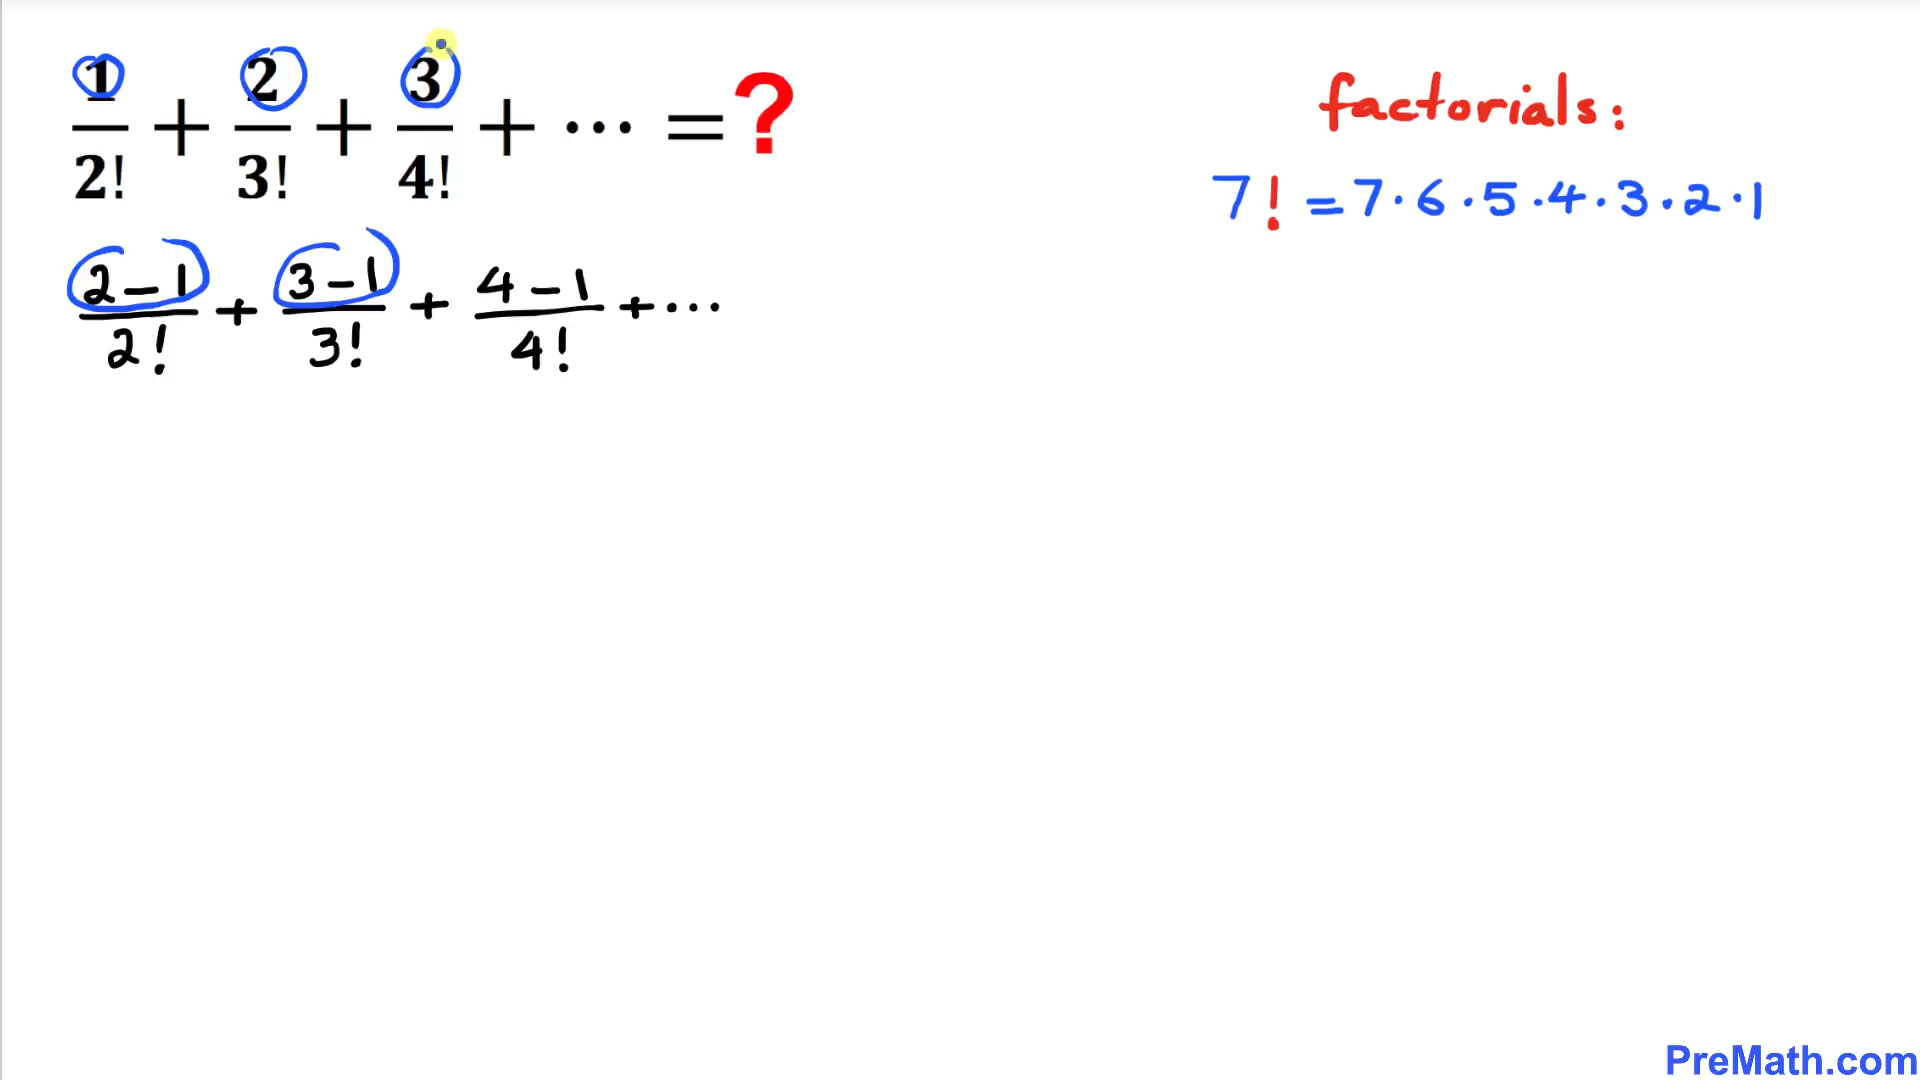 1/2! + 2/3! + 3/4! + ⋯ = ?
(2-1)/2! + (3-1)/3! + (4-1)/4! + ⋯
factorials:
7! = 7·6·5·4·3·2·1
PreMath.com